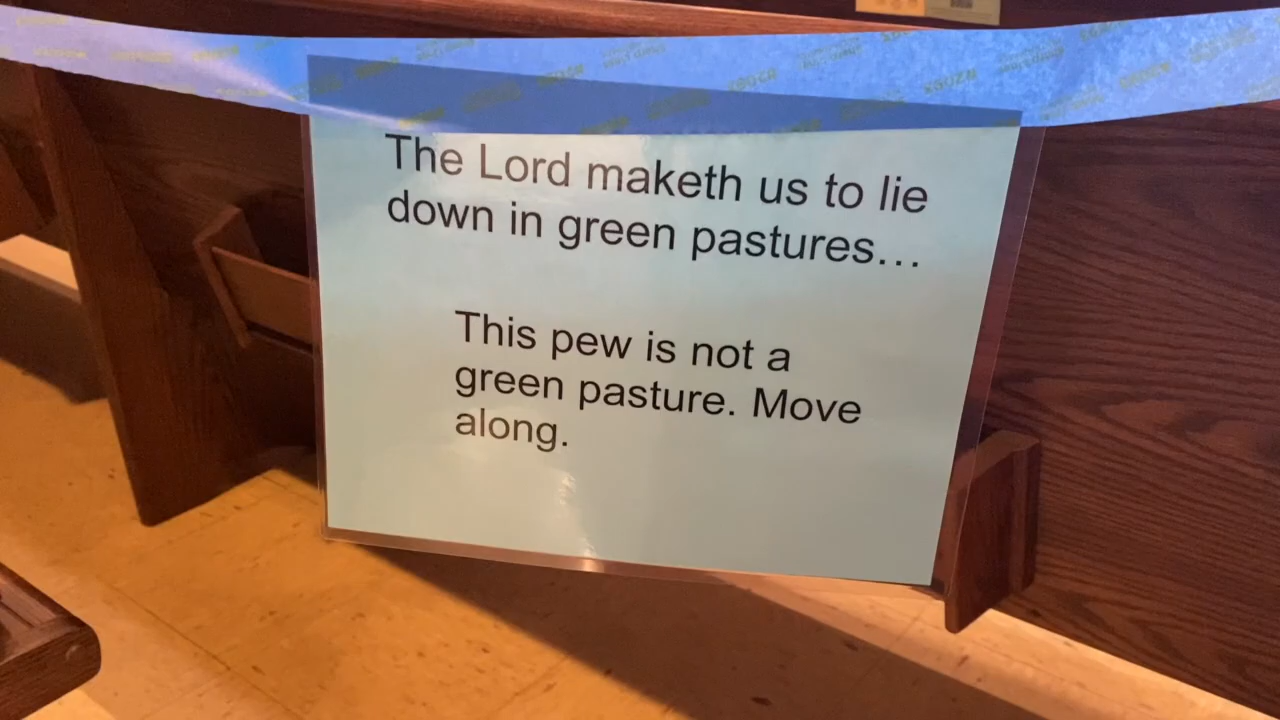 The Lord maketh us to lie
down in green pastures...
This pew is not a
green pasture. Move
along.